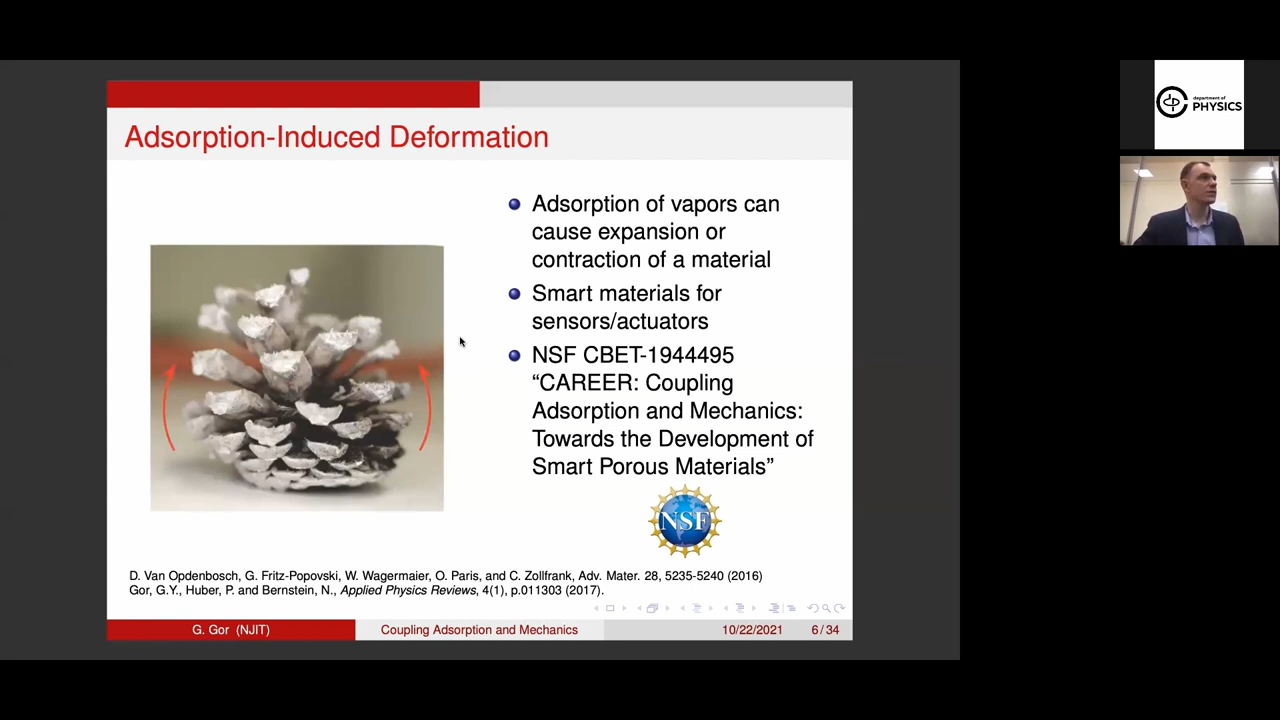 Adsorption-Induced Deformation
Adsorption of vapors can
cause expansion or
contraction of a material
Smart materials for
sensors/actuators
NSF CBET-1944495
“CAREER: Coupling
Adsorption and Mechanics:
Towards the Development of
Smart Porous Materials”
NSF
D. Van Opdenbosch, G. Fritz-Popovski, W. Wagermaier, O. Paris, and C. Zollfrank, Adv. Mater. 28, 5235-5240 (2016)
Gor, G.Y., Huber, P. and Bernstein, N., Applied Physics Reviews, 4(1), p.011303 (2017).
G. Gor (NJIT)
Coupling Adsorption and Mechanics
10/22/2021
6/34
department of
PHYSICS